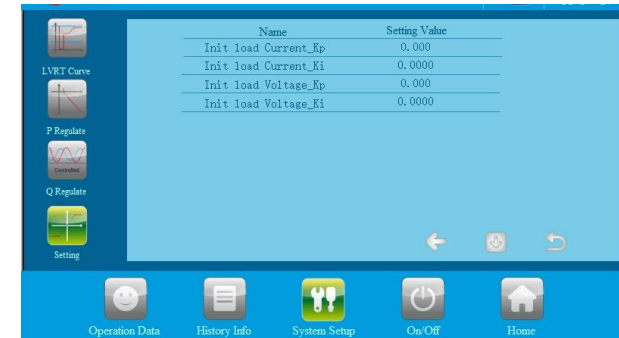 Name Setting Value
Init load Current_Kp 0.000
Init load Current_Ki 0.0000
Init load Voltage_Kp 0.000
Init load Voltage_Ki 0.0000
LVRT Curve
P Regulate
Controlled
Q Regulate
Setting
Operation Data History Info System Setup On/Off Home